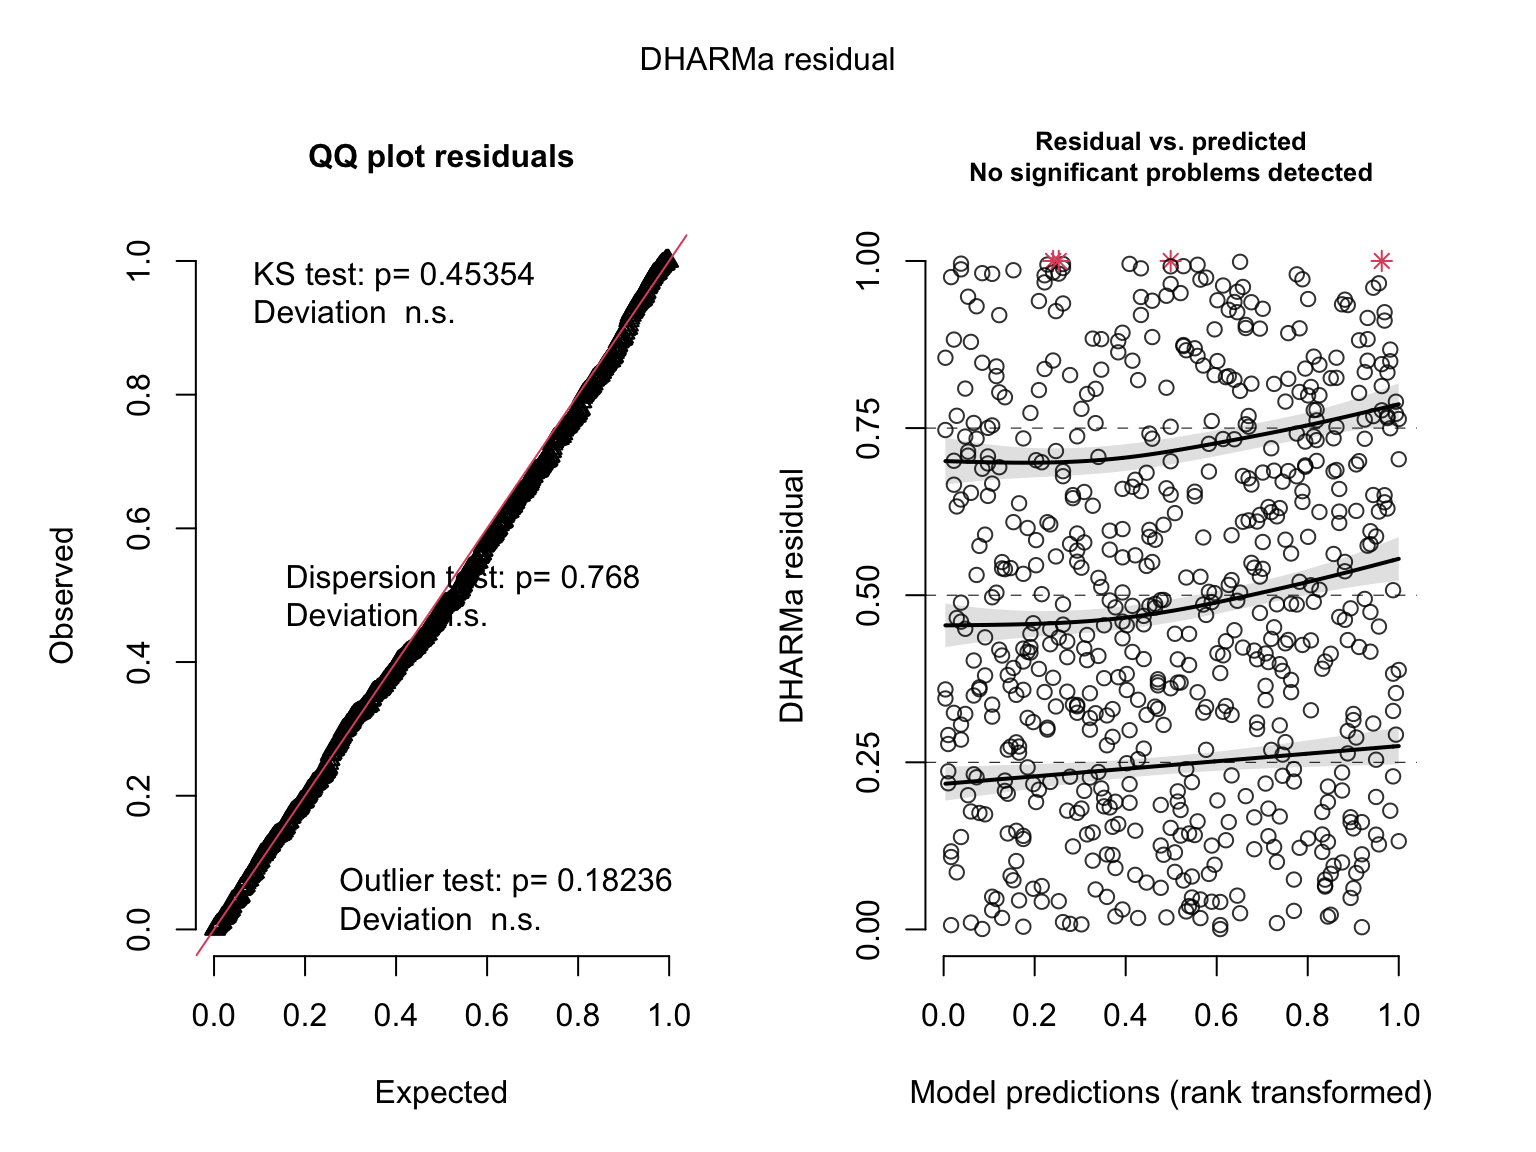 DHARMa residual
QQ plot residuals
KS test: p= 0.45354
Deviation  n.s.
Dispersion test: p= 0.768
Deviation  n.s.
Outlier test: p= 0.18236
Deviation  n.s.
Observed
0.0
0.2
0.4
0.6
0.8
1.0
0.0 0.2 0.4 0.6 0.8 1.0
Expected
Residual vs. predicted
No significant problems detected
DHARMa residual
0.00
0.25
0.50
0.75
1.00
0.0 0.2 0.4 0.6 0.8 1.0
Model predictions (rank transformed)